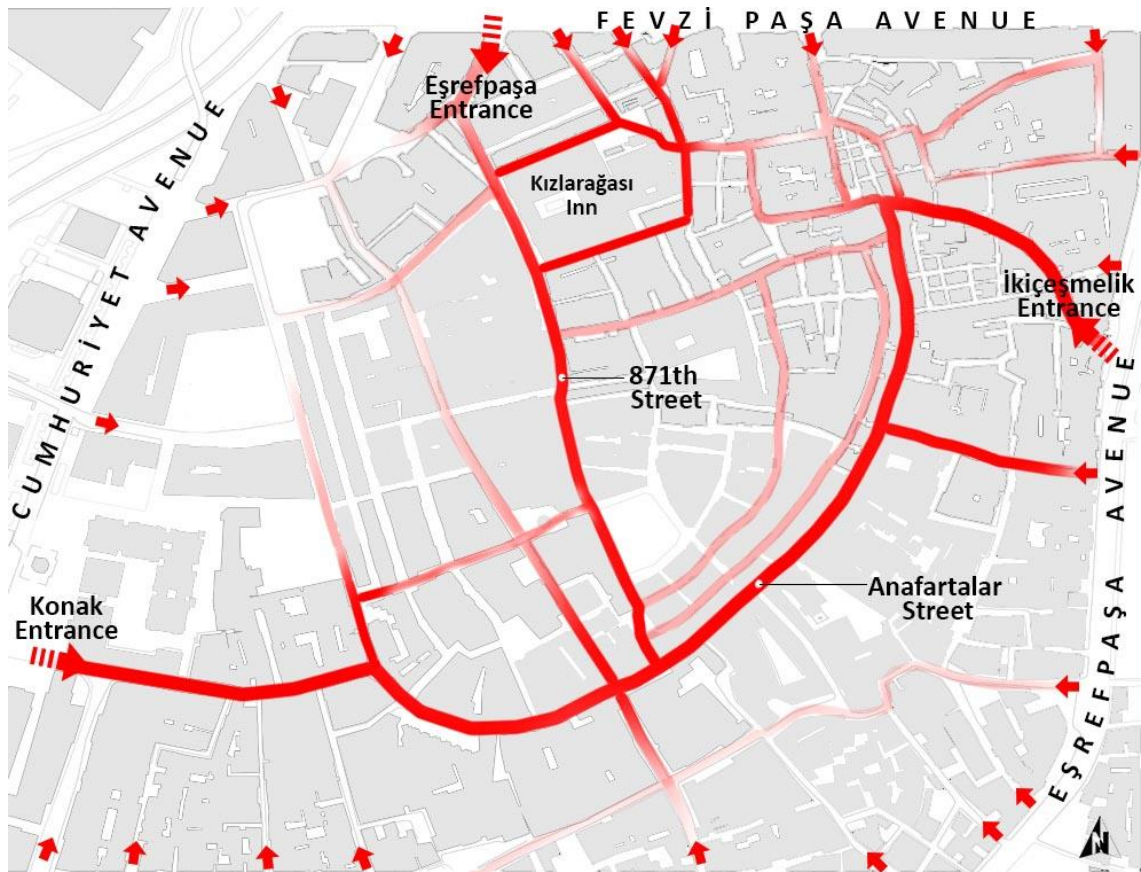 FEVZİ PAŞA AVENUE
Eşrefpaşa
Entrance
CUMHURİYET AVENUE
Kızlarağası
Inn
İkiçeşmelik
Entrance
871th
Street
EŞREFPAŞA AVENUE
Anafartalar
Street
Konak
Entrance
N